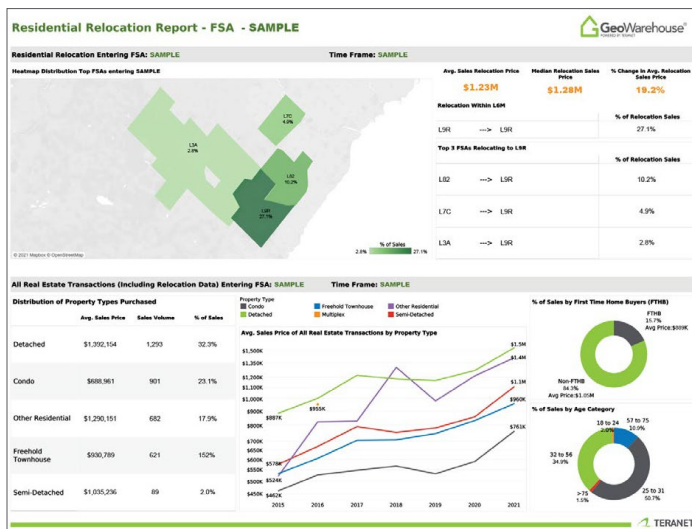 Residential Relocation Report - FSA - SAMPLE
GeoWarehouse®
POWERED BY TERANET
Residential Relocation Entering FSA: SAMPLE
Time Frame: SAMPLE
Heatmap Distribution Top FSAs entering SAMPLE
L7C
4.9%
L3A
2.8%
L82
10.2%
L9R
27.1%
% of Sales
2.8% 27.1%
© 2021 Mapbox © OpenStreetMap
Avg. Sales Relocation Price
$1.23M
Median Relocation Sales Price
$1.28M
% Change in Avg. Relocation Sales Price
19.2%
Relocation Within L6M
% of Relocation Sales
L9R ---> L9R 27.1%
Top 3 FSAs Relocating to L9R
% of Relocation Sales
L82 ---> L9R 10.2%
L7C ---> L9R 4.9%
L3A ---> L9R 2.8%
All Real Estate Transactions (Including Relocation Data) Entering FSA: SAMPLE
Time Frame: SAMPLE
Distribution of Property Types Purchased
Avg. Sales Price Sales Volume % of Sales
Detached $1,392,154 1,293 32.3%
Condo $688,961 901 23.1%
Other Residential $1,290,151 682 17.9%
Freehold Townhouse $930,789 621 152%
Semi-Detached $1,035,236 89 2.0%
Property Type
Condo Freehold Townhouse Other Residential
Detached Multiplex Semi-Detached
Avg. Sales Price of All Real Estate Transactions by Property Type
$1,500K
$1,350K
$1,200K
$1,100K
$1,000K
$900K
$800K
$700K
$650K
$600K
$550K
$500K
$450K
$887K
$955K
$578K
$524K
$462K
$1.5M
$1.4M
$1.1M
$960K
$761K
2015 2016 2017 2018 2019 2020 2021
% of Sales by First Time Home Buyers (FTHB)
FTHB
15.7%
Avg Price:$889K
Non-FTHB
84.3%
Avg Price:$1.05M
% of Sales by Age Category
18 to 24
2.9%
57 to 75
10.0%
32 to 56
34.9%
>75
1.5%
25 to 31
50.7%
TERANET